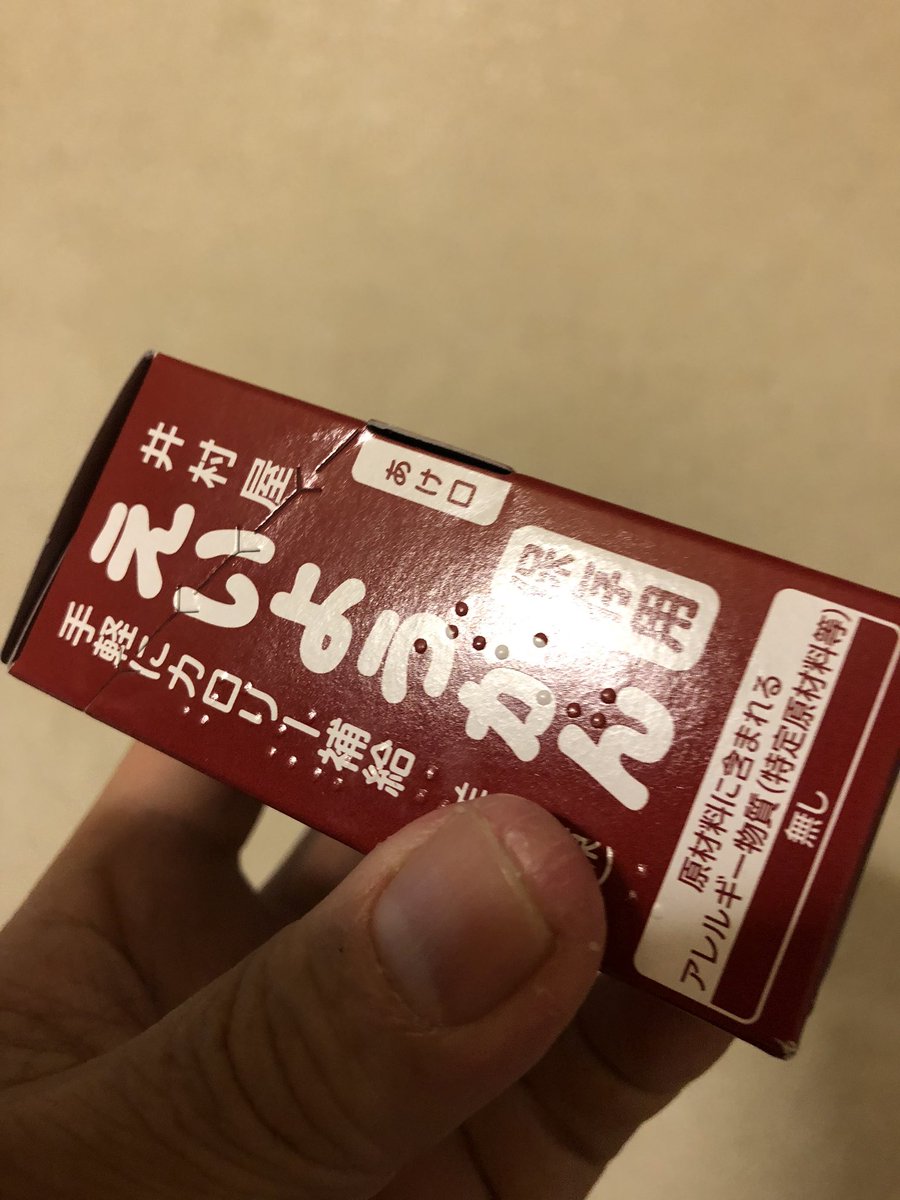 井村屋
えいようかん
手軽にカロリー補給
あけ口
保存用
原材料に含まれる
アレルギー物質(特定原材料等)
無し